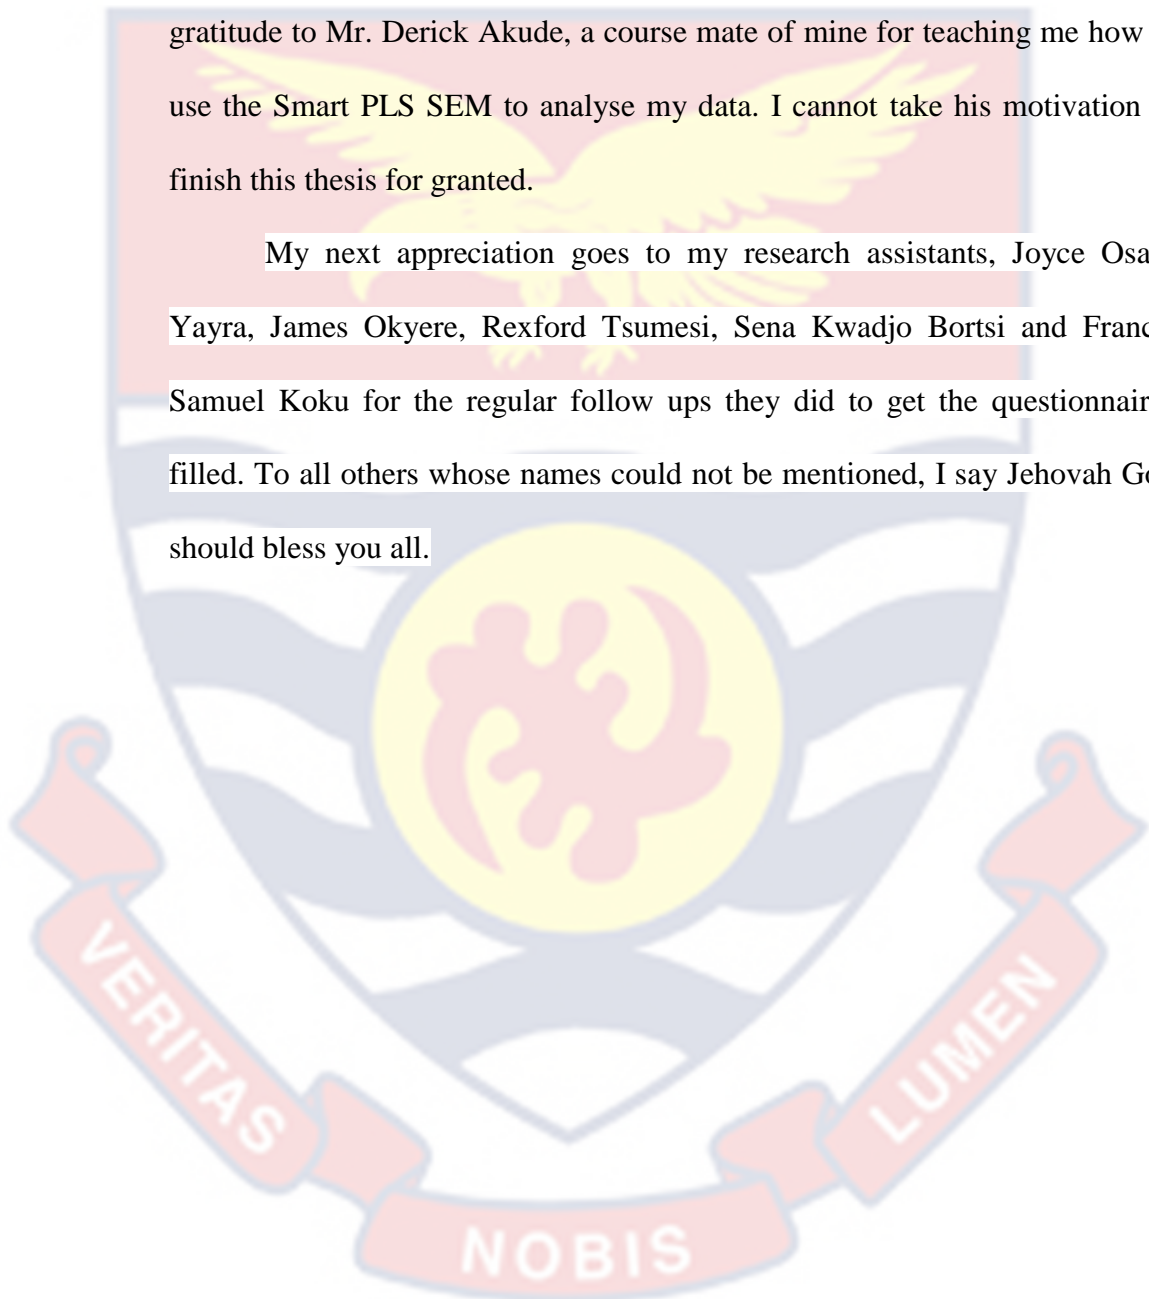 gratitude to Mr. Derick Akude, a course mate of mine for teaching me how
use the Smart PLS SEM to analyse my data. I cannot take his motivation
finish this thesis for granted.
My next appreciation goes to my research assistants, Joyce Osa
Yayra, James Okyere, Rexford Tsumesi, Sena Kwadjo Bortsi and Franc
Samuel Koku for the regular follow ups they did to get the questionnair
filled. To all others whose names could not be mentioned, I say Jehovah Go
should bless you all.
VERITAS
NOBIS
LUMEN